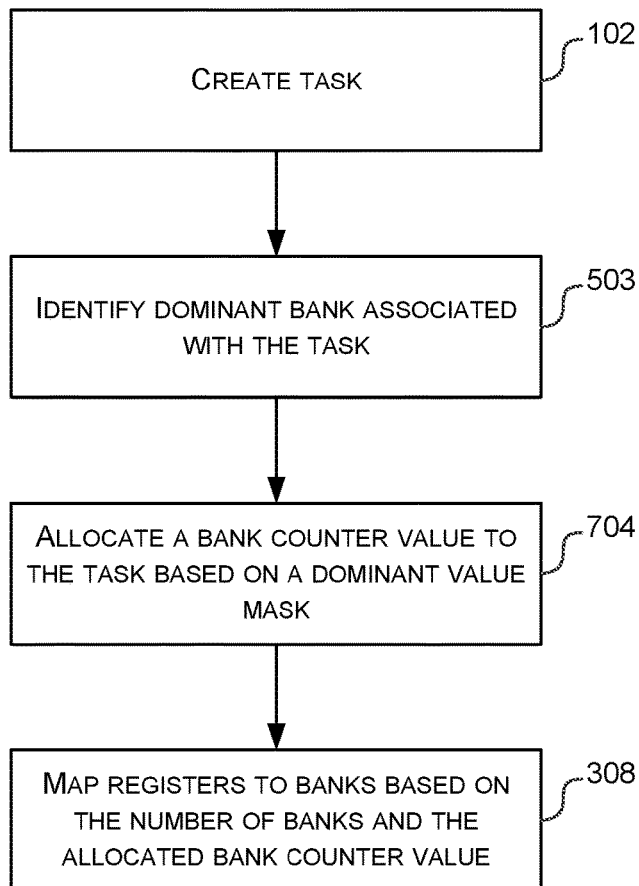 CREATE TASK
102
IDENTIFY DOMINANT BANK ASSOCIATED
WITH THE TASK
503
ALLOCATE A BANK COUNTER VALUE TO
THE TASK BASED ON A DOMINANT VALUE
MASK
704
MAP REGISTERS TO BANKS BASED ON
THE NUMBER OF BANKS AND THE
ALLOCATED BANK COUNTER VALUE
308